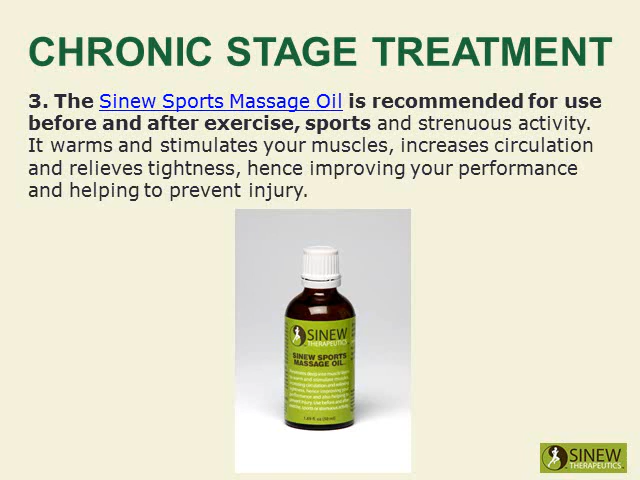 CHRONIC STAGE TREATMENT
3. The Sinew Sports Massage Oil is recommended for use
before and after exercise, sports and strenuous activity.
It warms and stimulates your muscles, increases circulation
and relieves tightness, hence improving your performance
and helping to prevent injury.
SINEW
THERAPEUTICS
SINEW SPORTS
MASSAGE OIL
SINEW
THERAPEUTICS